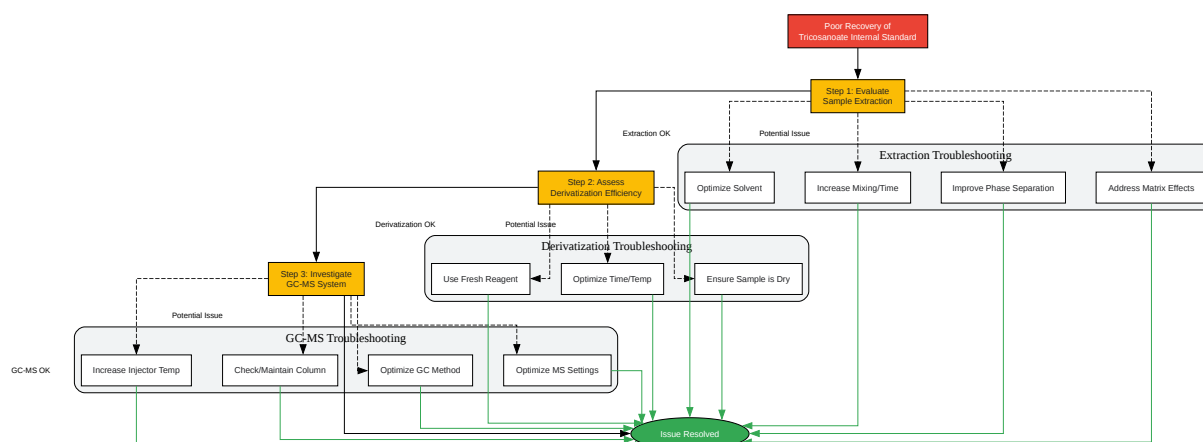 Poor Recovery of
Tricosanoate Internal Standard
Step 1: Evaluate
Sample Extraction
Extraction OK
Potential Issue
Extraction Troubleshooting
Optimize Solvent
Increase Mixing/Time
Improve Phase Separation
Address Matrix Effects
Step 2: Assess
Derivatization Efficiency
Derivatization OK
Potential Issue
Derivatization Troubleshooting
Use Fresh Reagent
Optimize Time/Temp
Ensure Sample is Dry
Step 3: Investigate
GC-MS System
Potential Issue
GC-MS Troubleshooting
GC-MS OK
Increase Injector Temp
Check/Maintain Column
Optimize GC Method
Optimize MS Settings
Issue Resolved